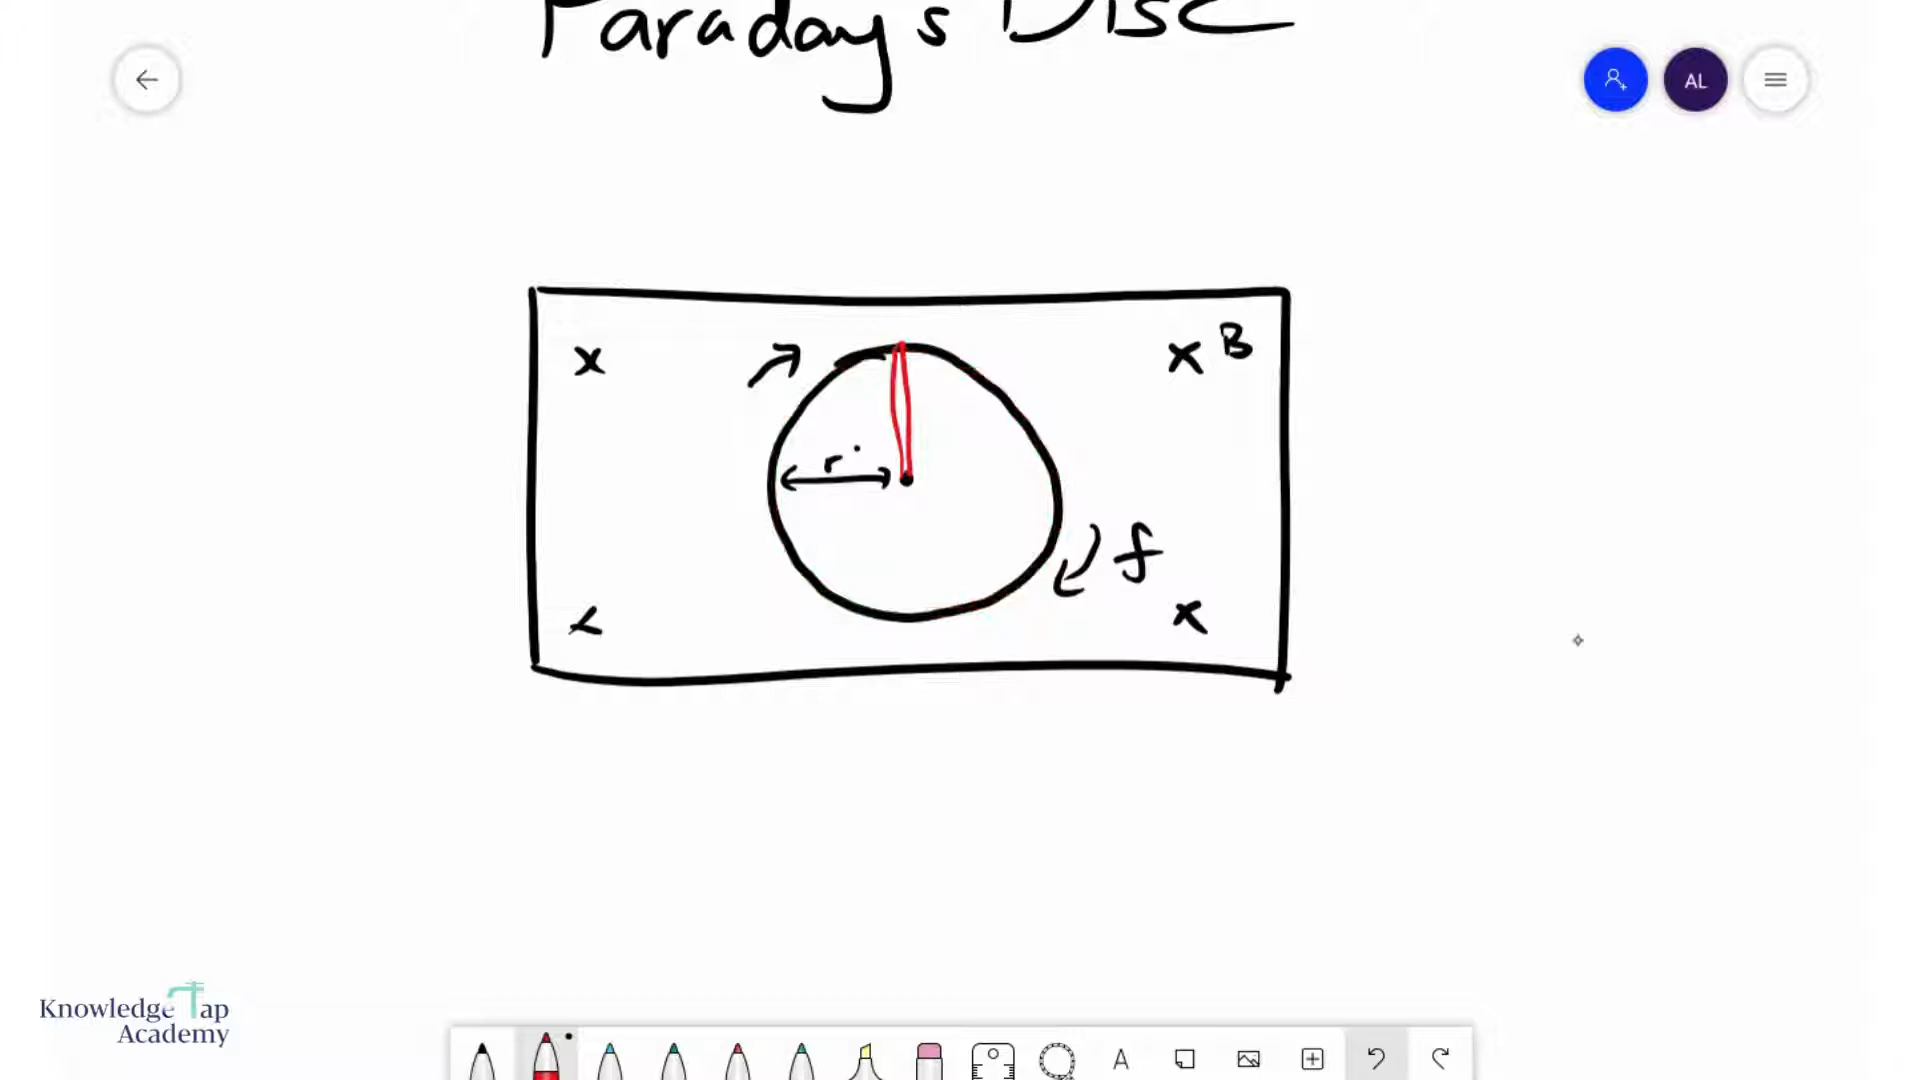 Faraday's Disc
AL
x
x B
r
f
x
x
Knowledge Tap
Academy
A